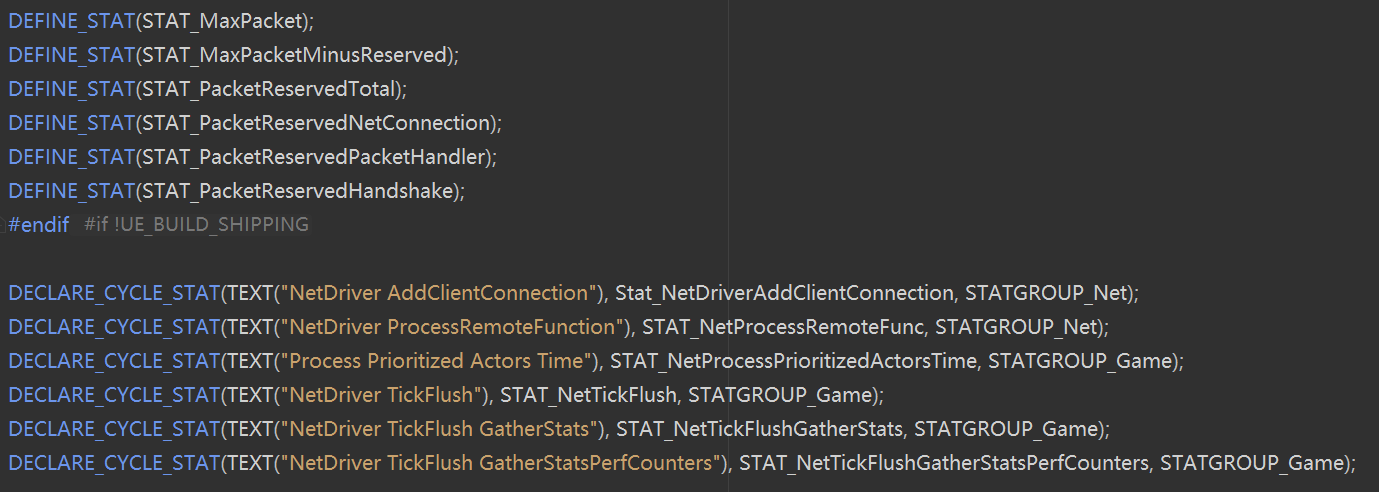 DEFINE_STAT(STAT_MaxPacket);
DEFINE_STAT(STAT_MaxPacketMinusReserved);
DEFINE_STAT(STAT_PacketReservedTotal);
DEFINE_STAT(STAT_PacketReservedNetConnection);
DEFINE_STAT(STAT_PacketReservedPacketHandler);
DEFINE_STAT(STAT_PacketReservedHandshake);
#endif #if !UE_BUILD_SHIPPING
DECLARE_CYCLE_STAT(TEXT("NetDriver AddClientConnection"), Stat_NetDriverAddClientConnection, STATGROUP_Net);
DECLARE_CYCLE_STAT(TEXT("NetDriver ProcessRemoteFunction"), STAT_NetProcessRemoteFunc, STATGROUP_Net);
DECLARE_CYCLE_STAT(TEXT("Process Prioritized Actors Time"), STAT_NetProcessPrioritizedActorsTime, STATGROUP_Game);
DECLARE_CYCLE_STAT(TEXT("NetDriver TickFlush"), STAT_NetTickFlush, STATGROUP_Game);
DECLARE_CYCLE_STAT(TEXT("NetDriver TickFlush GatherStats"), STAT_NetTickFlushGatherStats, STATGROUP_Game);
DECLARE_CYCLE_STAT(TEXT("NetDriver TickFlush GatherStatsPerfCounters"), STAT_NetTickFlushGatherStatsPerfCounters, STATGROUP_Game);